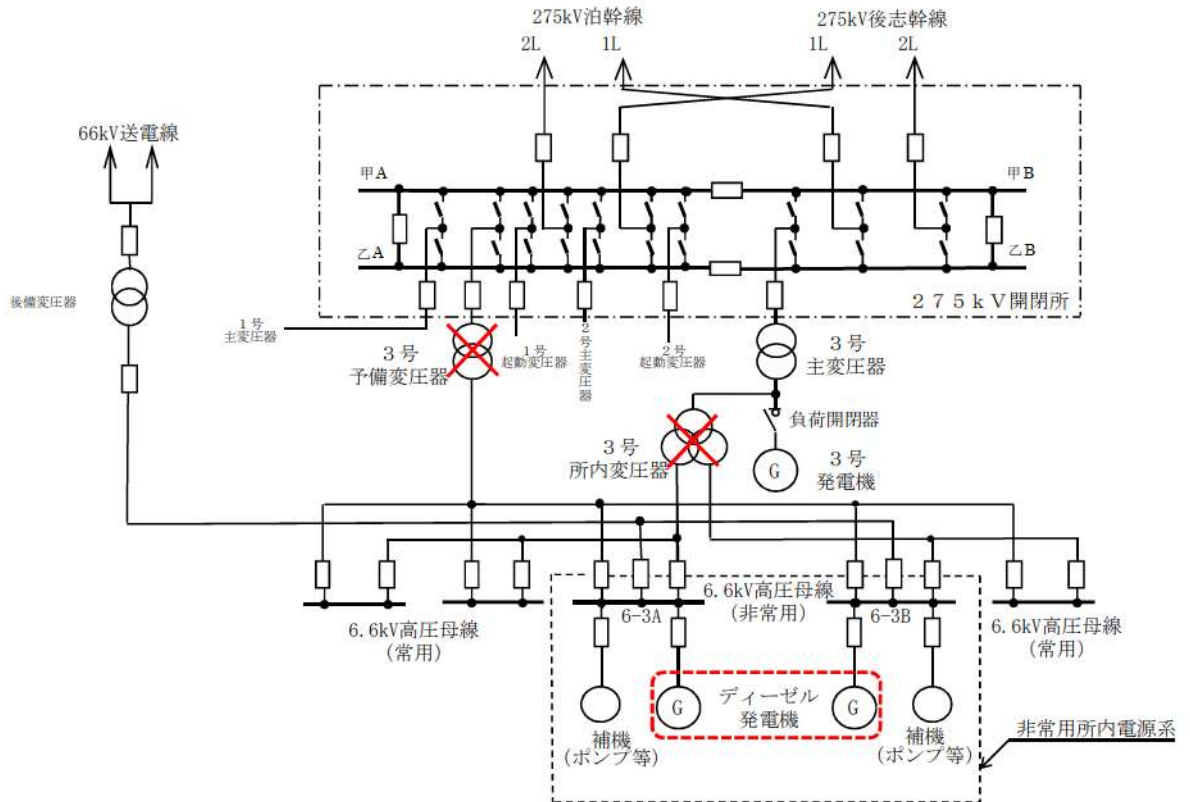 275kV泊幹線
275kV後志幹線
2L
1L
1L
2L
66kV送電線
甲A
甲B
乙A
乙B
275kV開閉所
後備変圧器
1号
主変圧器
3号
予備変圧器
1号
起動変圧器
2号主変圧器
2号
起動変圧器
3号
主変圧器
負荷開閉器
3号
所内変圧器
G
3号
発電機
6.6kV高圧母線
(常用)
6-3A
6.6kV高圧母線
(非常用)
6-3B
6.6kV高圧母線
(常用)
G
ディーゼル
発電機
G
補機
(ポンプ等)
補機
(ポンプ等)
非常用所内電源系